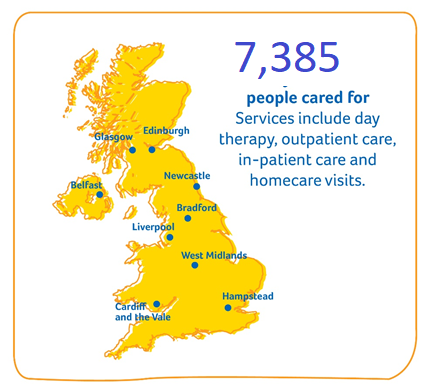 7,385
people cared for
Services include day
therapy, outpatient care,
in-patient care and
homecare visits.
Glasgow
Edinburgh
Belfast
Newcastle
Bradford
Liverpool
West Midlands
Cardiff
and the Vale
Hampstead